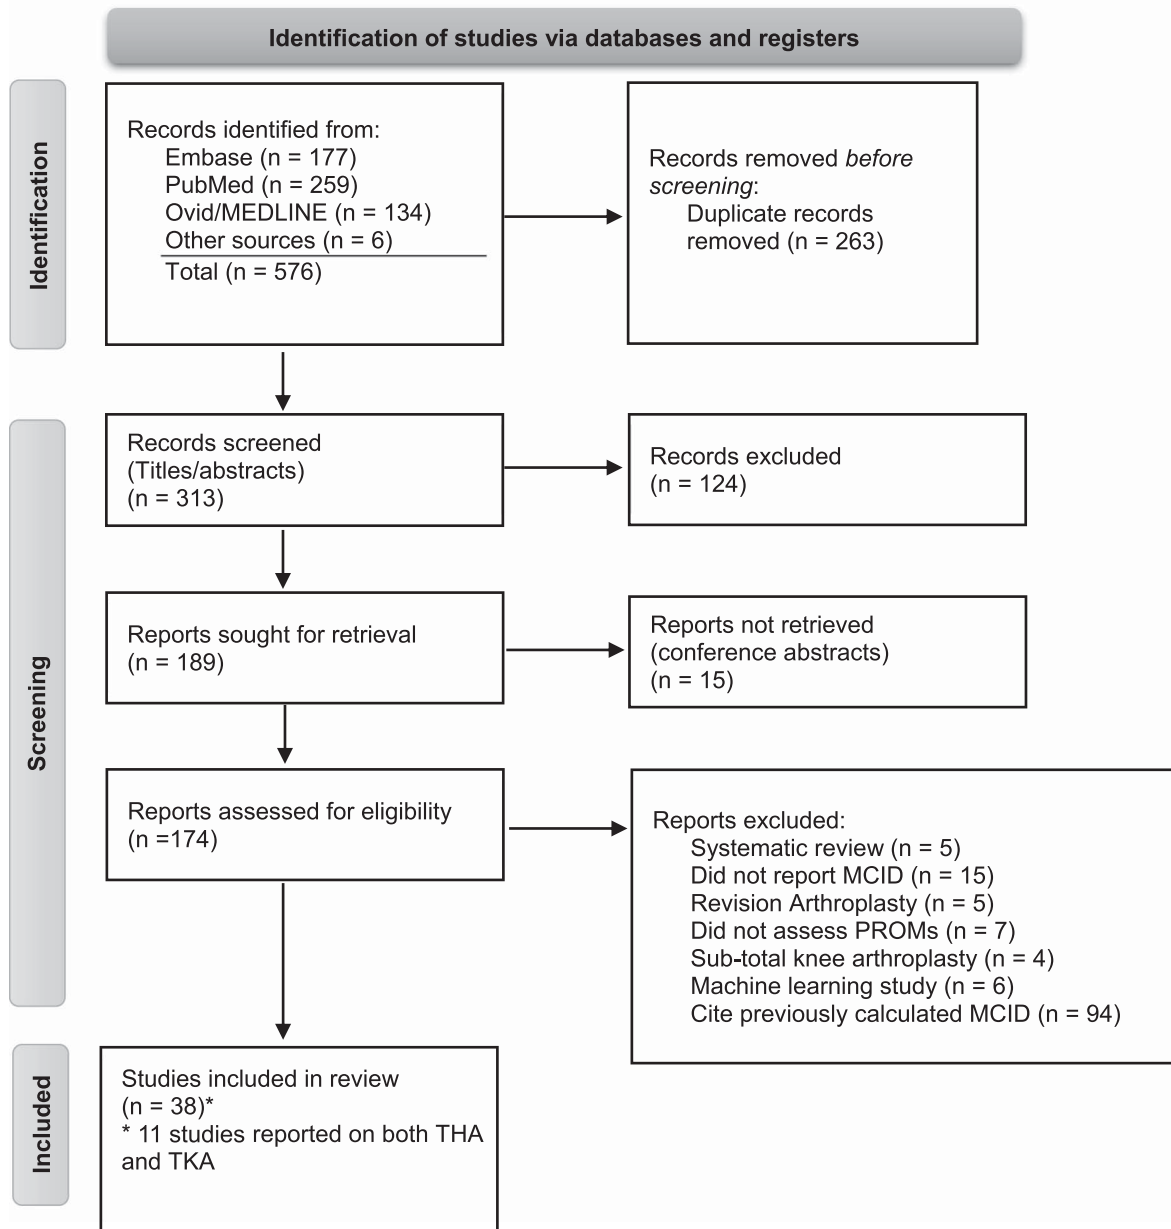 Identification of studies via databases and registers
Identification
Records identified from:
Embase (n = 177)
PubMed (n = 259)
Ovid/MEDLINE (n = 134)
Other sources (n = 6)
Total (n = 576)
Records removed before
screening:
Duplicate records
removed (n = 263)
Screening
Records screened
(Titles/abstracts)
(n = 313)
Records excluded
(n = 124)
Reports sought for retrieval
(n = 189)
Reports not retrieved
(conference abstracts)
(n = 15)
Reports assessed for eligibility
(n =174)
Reports excluded:
Systematic review (n = 5)
Did not report MCID (n = 15)
Revision Arthroplasty (n = 5)
Did not assess PROMs (n = 7)
Sub-total knee arthroplasty (n = 4)
Machine learning study (n = 6)
Cite previously calculated MCID (n = 94)
Included
Studies included in review
(n = 38)*
* 11 studies reported on both THA
and TKA